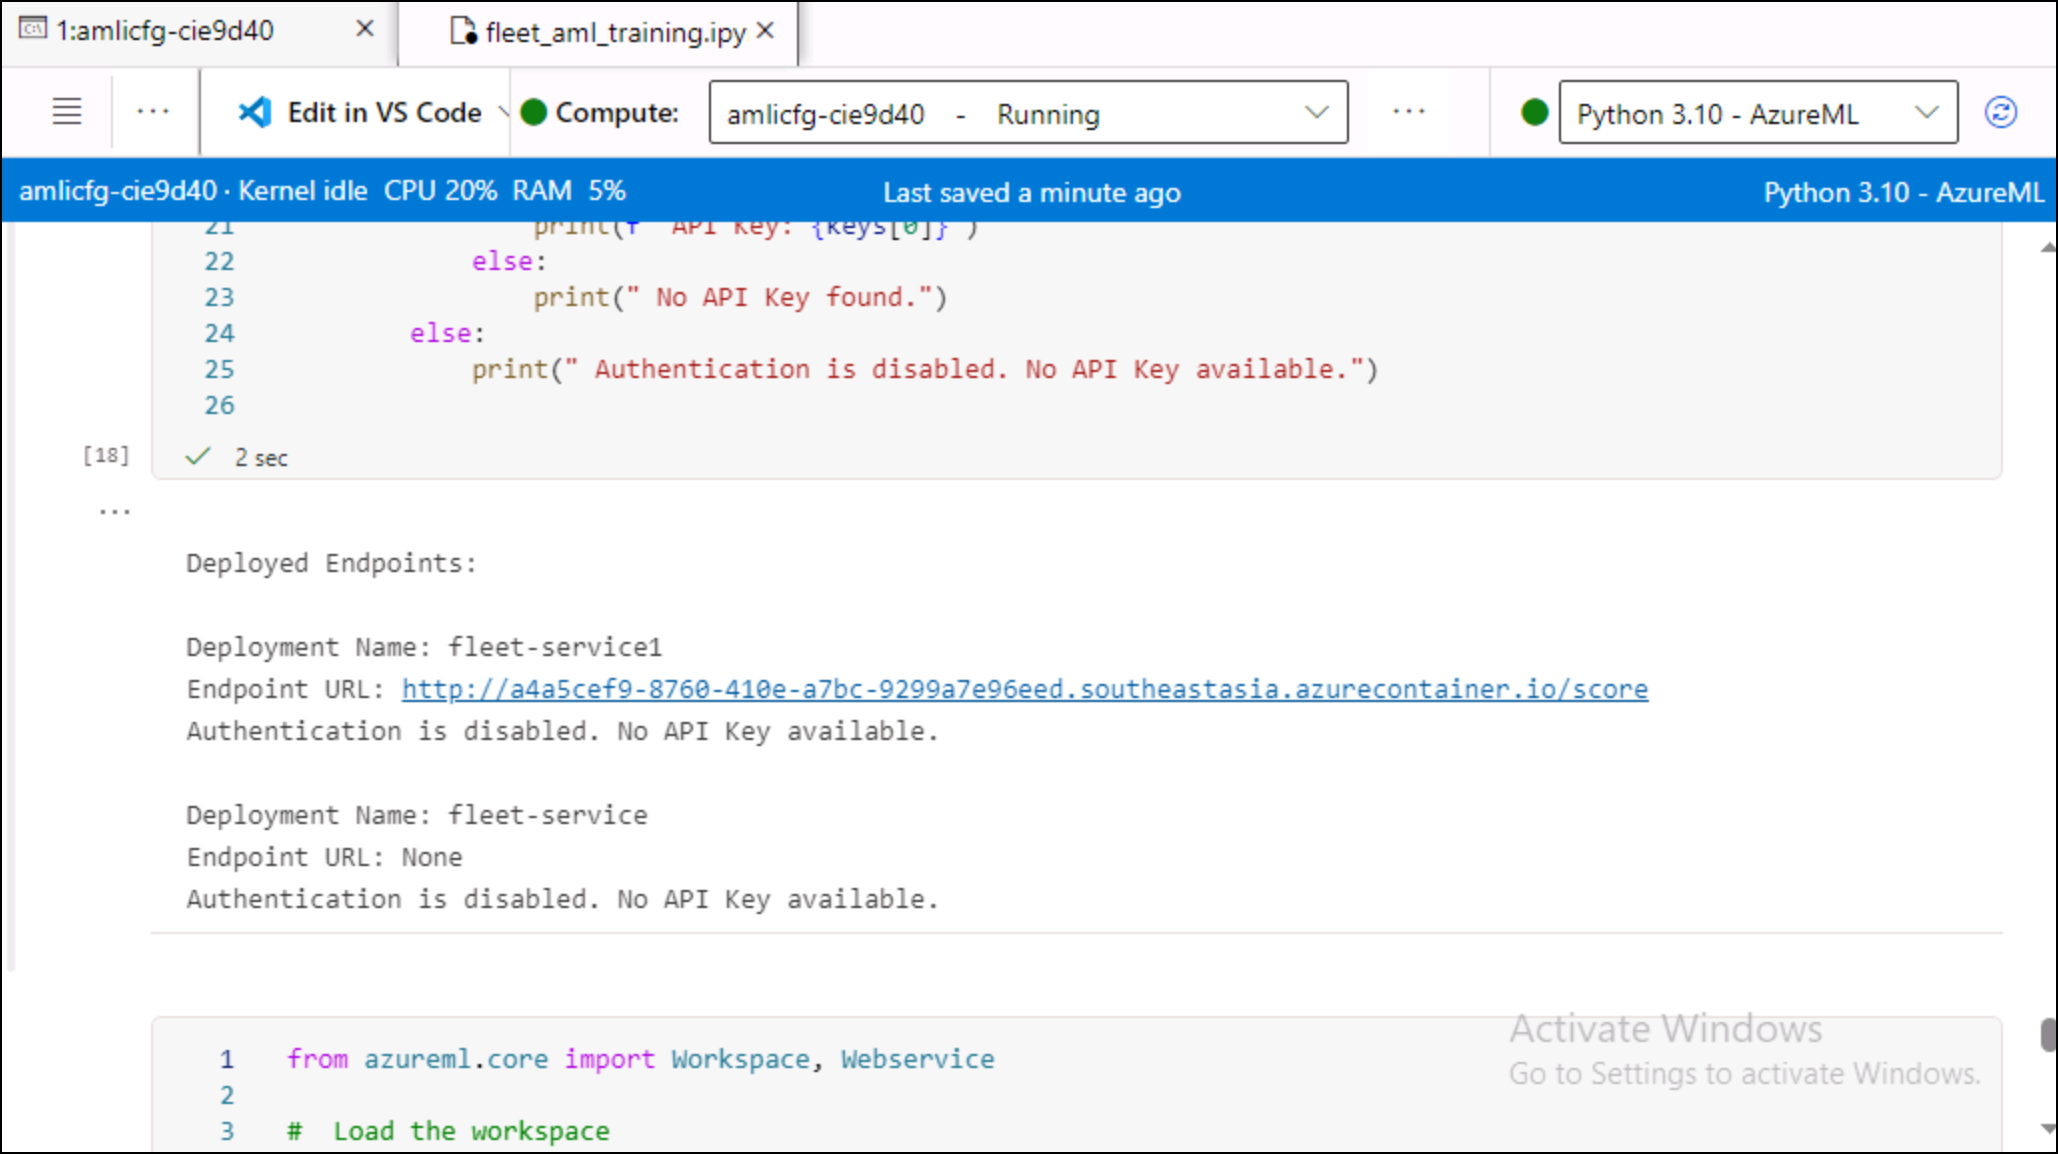 1:amlicfg-cie9d40 ×
fleet_aml_training.ipy ×
··· Edit in VS Code
Compute: amlicfg-cie9d40 - Running ···
Python 3.10 - AzureML
amlicfg-cie9d40 · Kernel idle CPU 20% RAM 5%
Last saved a minute ago
Python 3.10 - AzureML
21 print(f" API Key: {keys[0]}")
22 else:
23 print(" No API Key found.")
24 else:
25 print(" Authentication is disabled. No API Key available.")
26
[18] 2 sec
···
Deployed Endpoints:
Deployment Name: fleet-service1
Endpoint URL: http://a4a5cef9-8760-410e-a7bc-9299a7e96eed.southeastasia.azurecontainer.io/score
Authentication is disabled. No API Key available.
Deployment Name: fleet-service
Endpoint URL: None
Authentication is disabled. No API Key available.
1 from azureml.core import Workspace, Webservice
2
3 # Load the workspace
Activate Windows
Go to Settings to activate Windows.